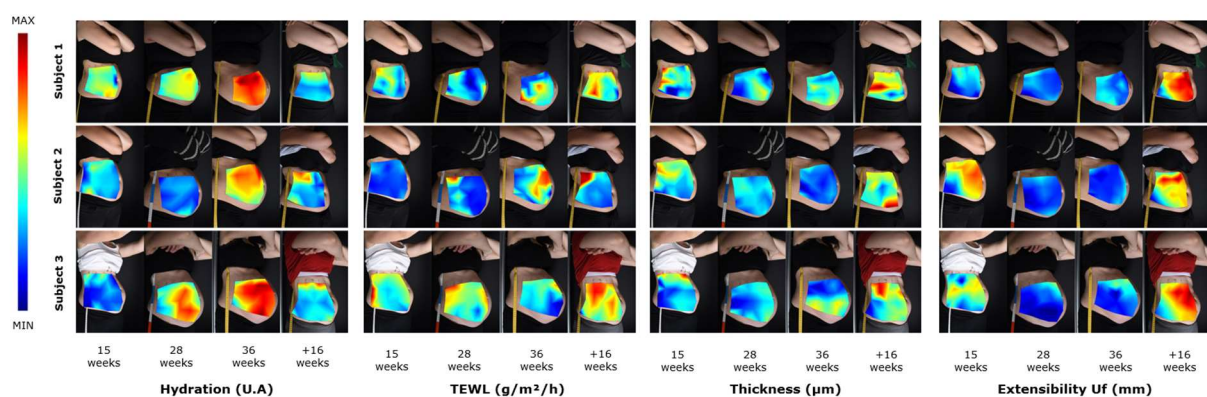 MAX
MIN
Subject 1
Subject 2
Subject 3
15 weeks
28 weeks
36 weeks
+16 weeks
15 weeks
28 weeks
36 weeks
+16 weeks
15 weeks
28 weeks
36 weeks
+16 weeks
15 weeks
28 weeks
36 weeks
+16 weeks
Hydration (U.A)
TEWL (g/m²/h)
Thickness (μm)
Extensibility Uf (mm)